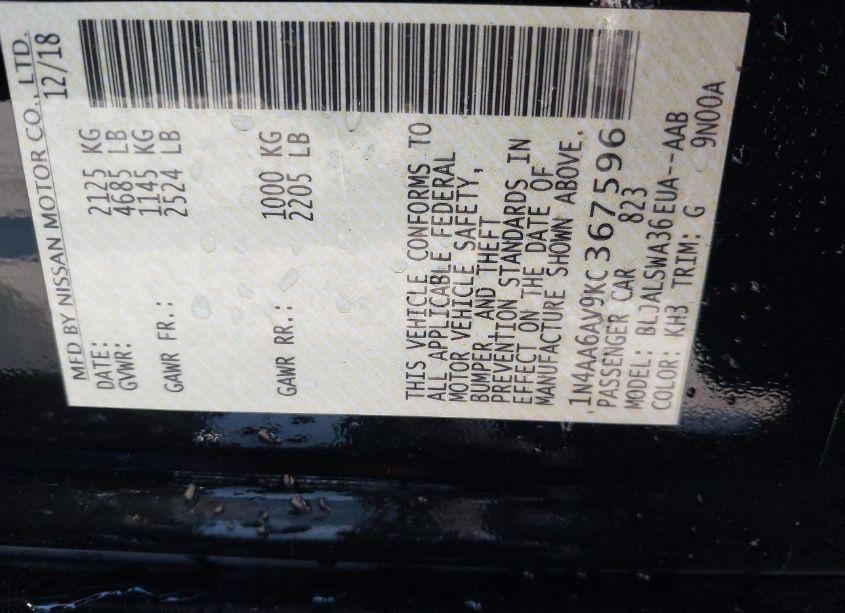 MFD BY NISSAN MOTOR CO., LTD.
DATE: 12/18
GVWR: 2125 KG
4685 LB
GAWR FR.: 1145 KG
2524 LB
GAWR RR.: 1000 KG
2205 LB
THIS VEHICLE CONFORMS TO
ALL APPLICABLE FEDERAL
MOTOR VEHICLE SAFETY,
BUMPER, AND THEFT
PREVENTION STANDARDS IN
EFFECT ON THE DATE OF
MANUFACTURE SHOWN ABOVE.
1N4AA6AV9KC367596
PASSENGER CAR 823
MODEL: BLJALSWA36EUA--AAB
COLOR: KH3 TRIM: G 9N00A